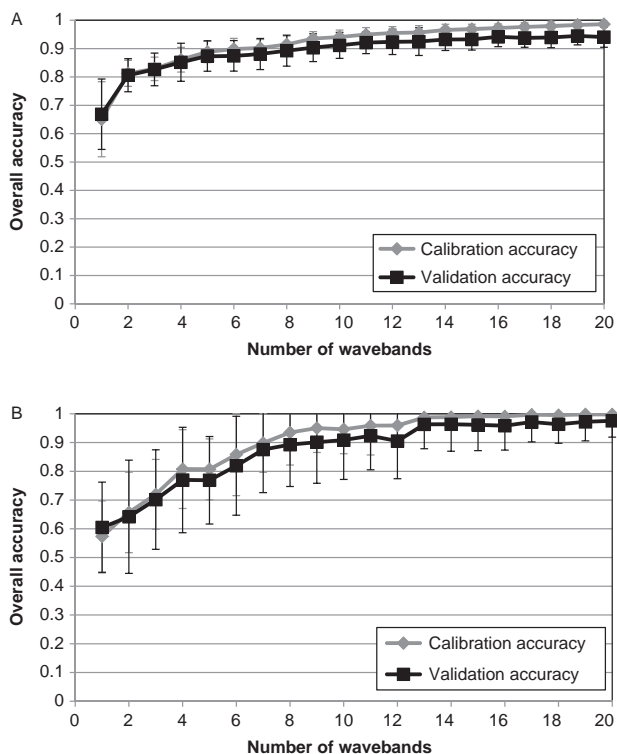 A
1
0.9
0.8
0.7
0.6
0.5
0.4
0.3
0.2
0.1
0
Overall accuracy
Calibration accuracy
Validation accuracy
0 2 4 6 8 10 12 14 16 18 20
Number of wavebands
B
1
0.9
0.8
0.7
0.6
0.5
0.4
0.3
0.2
0.1
0
Overall accuracy
Calibration accuracy
Validation accuracy
0 2 4 6 8 10 12 14 16 18 20
Number of wavebands